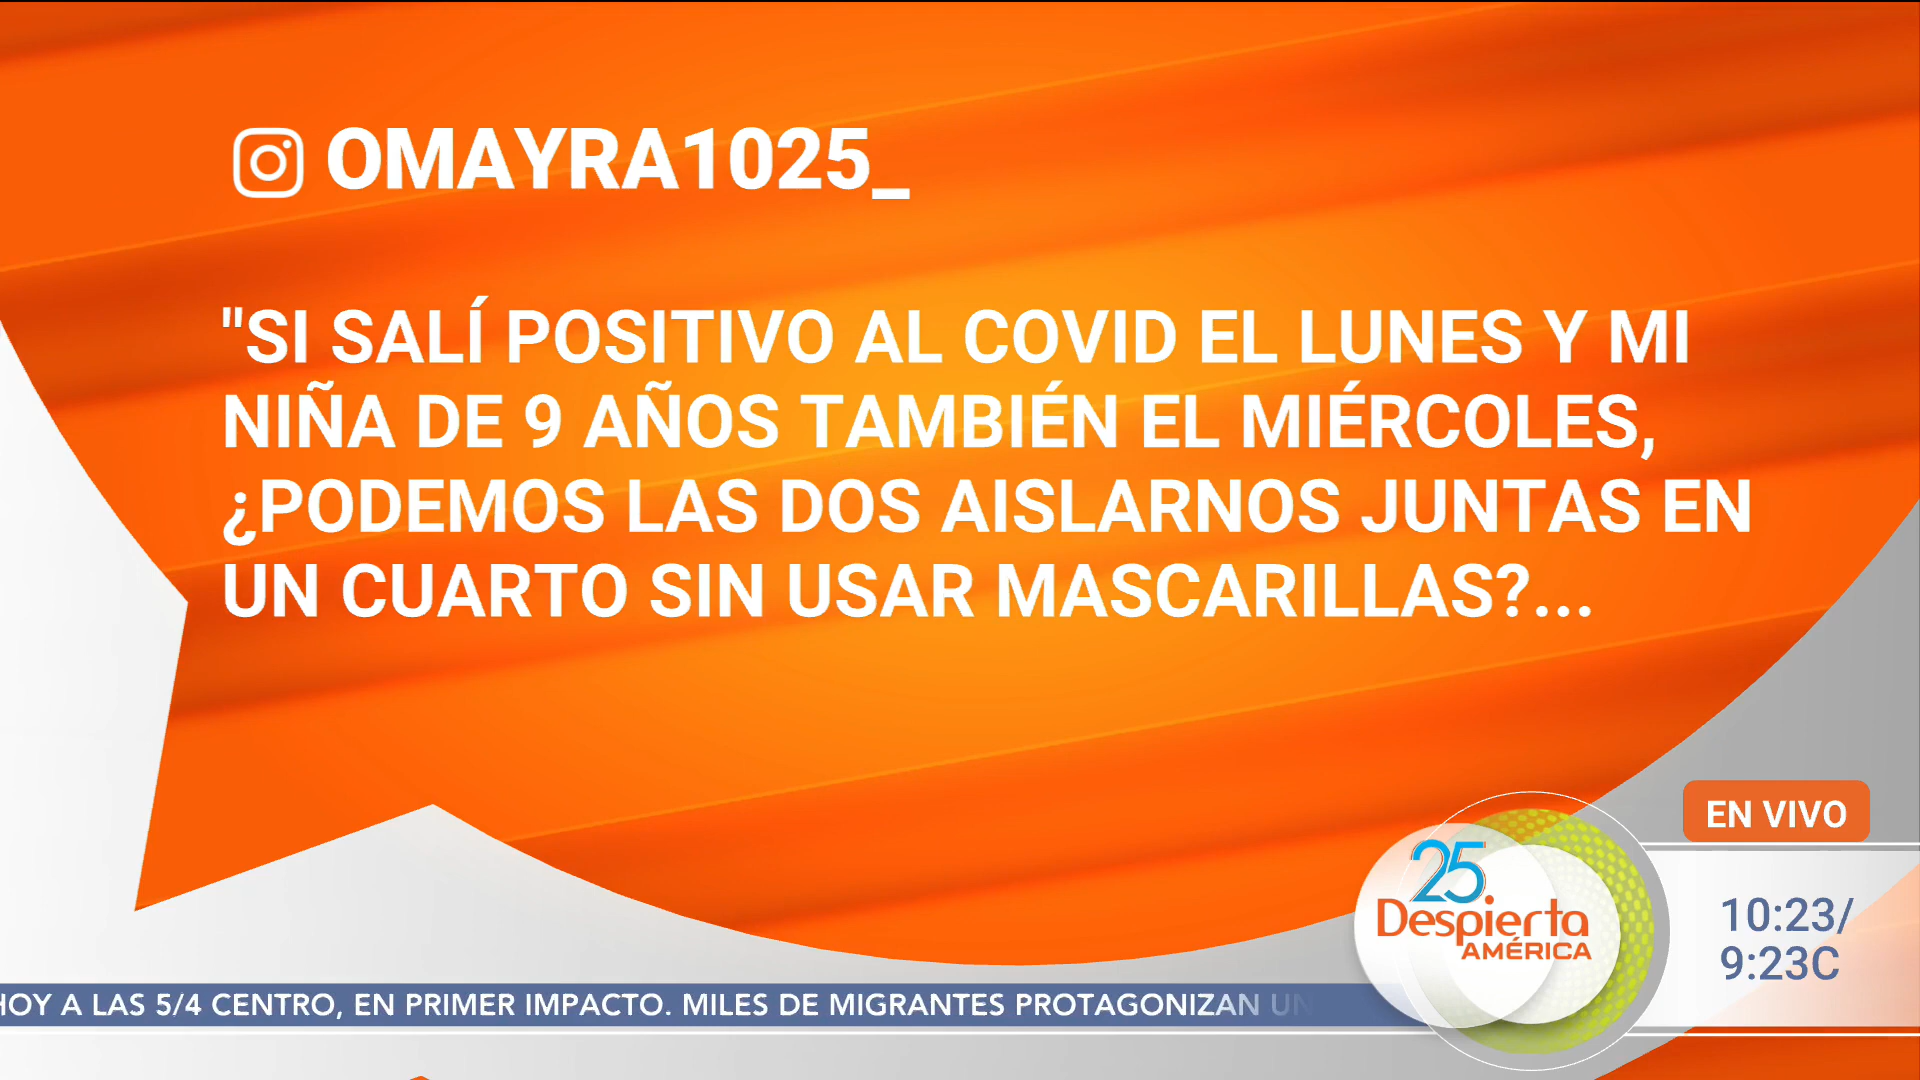 OMAYRA1025_
"SI SALÍ POSITIVO AL COVID EL LUNES Y MI
NIÑA DE 9 AÑOS TAMBIÉN EL MIÉRCOLES,
¿PODEMOS LAS DOS AISLARNOS JUNTAS EN
UN CUARTO SIN USAR MASCARILLAS?...
EN VIVO
25
Despierta
AMÉRICA
10:23/
9:23C
HOY A LAS 5/4 CENTRO, EN PRIMER IMPACTO. MILES DE MIGRANTES PROTAGONIZAN UN